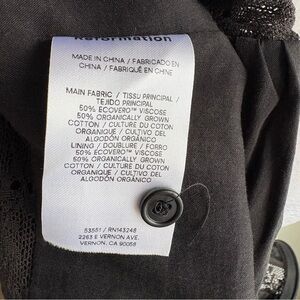 Reformation
MADE IN CHINA / FABRICADO EN
CHINA / FABRIQUÉ EN CHINE
MAIN FABRIC / TISSU PRINCIPAL /
TEJIDO PRINCIPAL
50% ECOVERO™ VISCOSE
50% ORGANICALLY GROWN
COTTON / CULTURE DU COTON
ORGANIQUE / CULTIVO DEL
ALGODÓN ORGÁNICO
LINING / DOUBLURE / FORRO
50% ECOVERO™ VISCOSE
50% ORGANICALLY GROWN
COTTON / CULTURE DU COTON
ORGANIQUE / CULTIVO DEL
ALGODÓN ORGÁNICO
53551 / RN143248
2263 E VERNON AVE.
VERNON, CA 90058